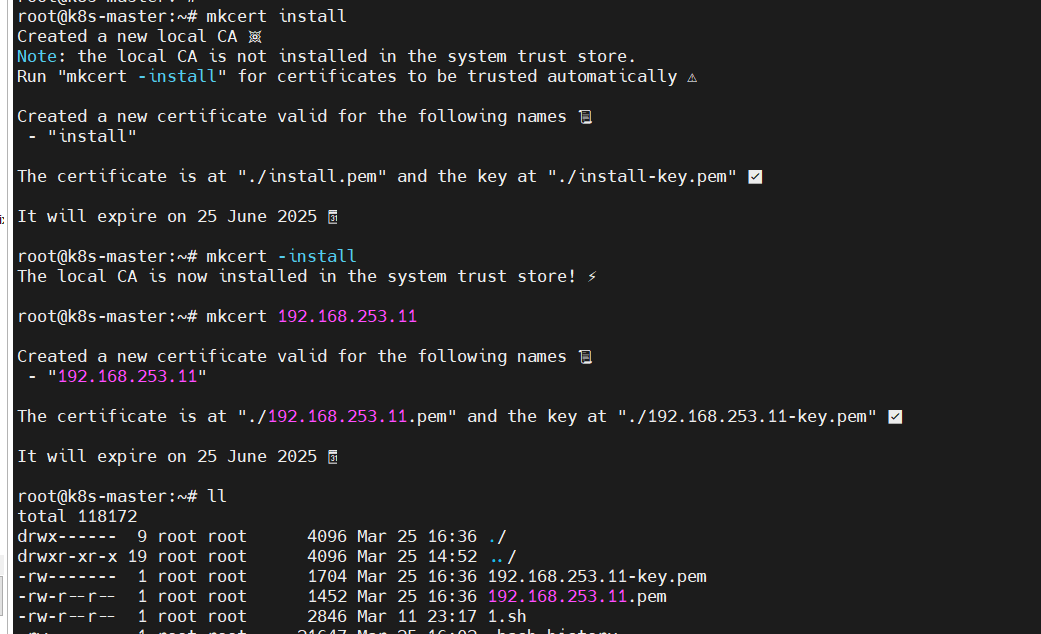 root@k8s-master:~# mkcert install
Created a new local CA 💥
Note: the local CA is not installed in the system trust store.
Run "mkcert -install" for certificates to be trusted automatically ⚠️

Created a new certificate valid for the following names 📜
 - "install"

The certificate is at "./install.pem" and the key at "./install-key.pem" ✅

It will expire on 25 June 2025 🗓

root@k8s-master:~# mkcert -install
The local CA is now installed in the system trust store! ⚡️

root@k8s-master:~# mkcert 192.168.253.11

Created a new certificate valid for the following names 📜
 - "192.168.253.11"

The certificate is at "./192.168.253.11.pem" and the key at "./192.168.253.11-key.pem" ✅

It will expire on 25 June 2025 🗓

root@k8s-master:~# ll
total 118172
drwx------  9 root root      4096 Mar 25 16:36 ./
drwxr-xr-x 19 root root      4096 Mar 25 14:52 ../
-rw-------  1 root root      1704 Mar 25 16:36 192.168.253.11-key.pem
-rw-r--r--  1 root root      1452 Mar 25 16:36 192.168.253.11.pem
-rw-r--r--  1 root root      2846 Mar 11 23:17 1.sh